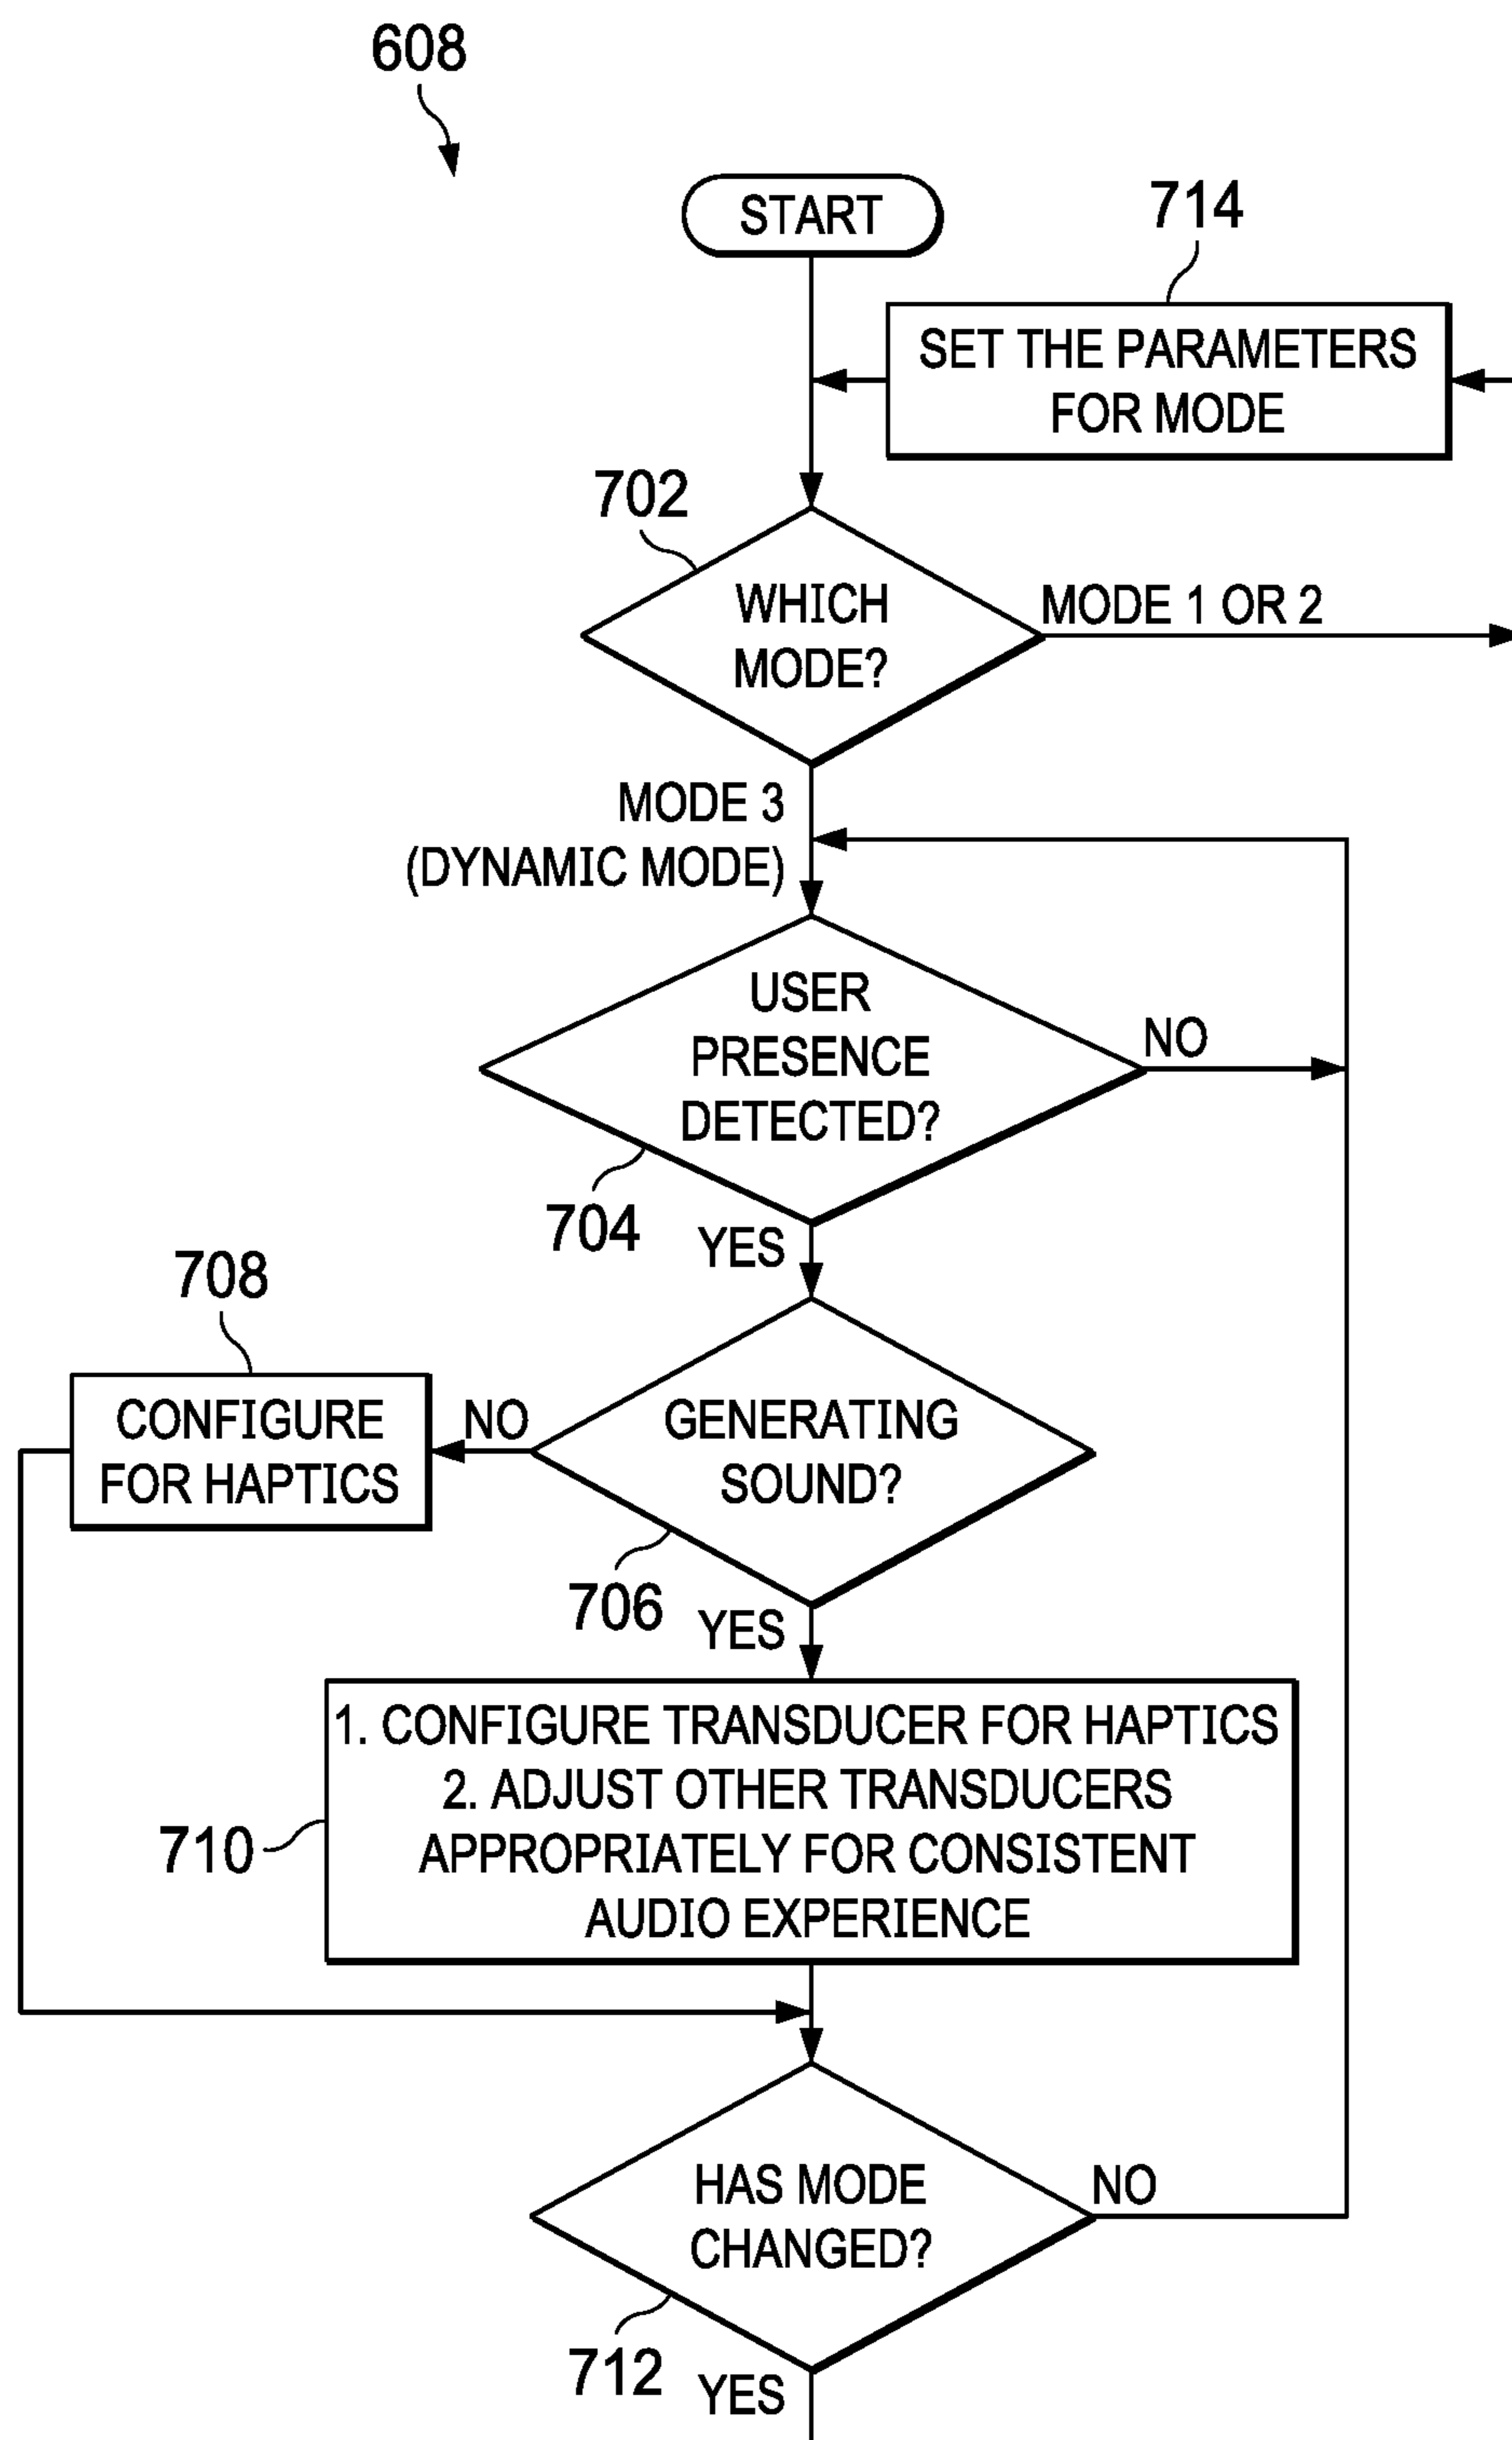 608
START
714
SET THE PARAMETERS
FOR MODE
702
WHICH
MODE?
MODE 1 OR 2
MODE 3
(DYNAMIC MODE)
USER
PRESENCE
DETECTED?
NO
704
YES
708
CONFIGURE
FOR HAPTICS
NO
GENERATING
SOUND?
706
YES
1. CONFIGURE TRANSDUCER FOR HAPTICS
2. ADJUST OTHER TRANSDUCERS
APPROPRIATELY FOR CONSISTENT
AUDIO EXPERIENCE
710
HAS MODE
CHANGED?
NO
712
YES